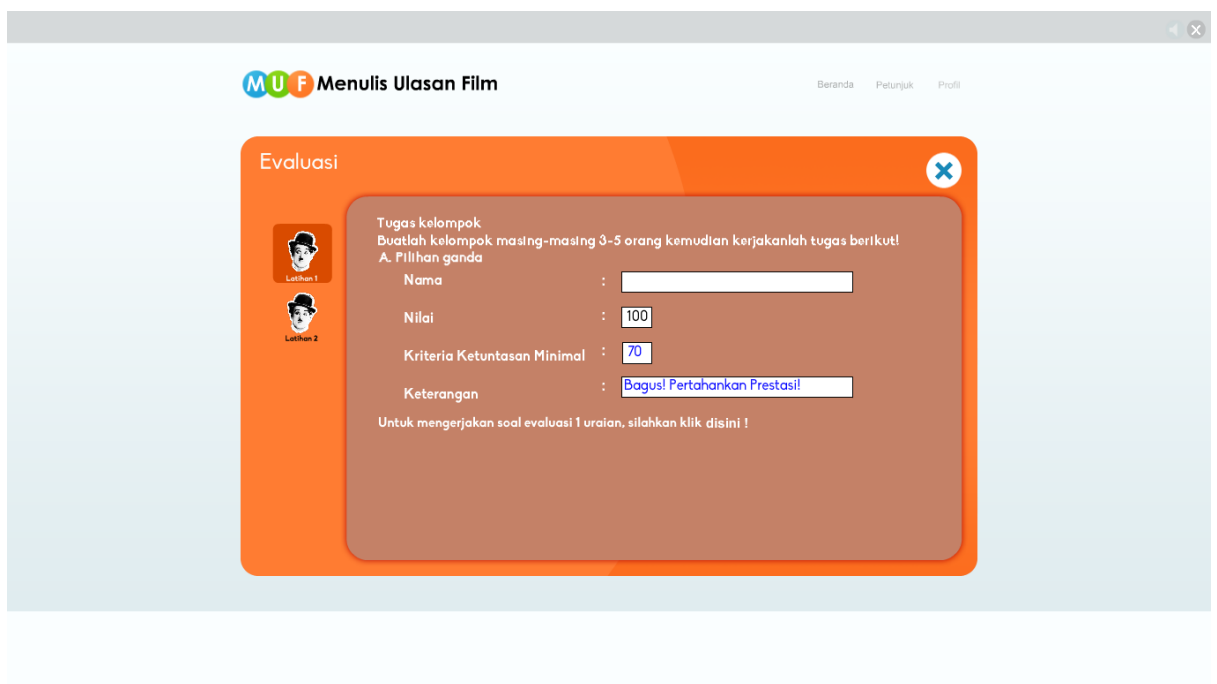 MUF Menulis Ulasan Film
Beranda Petunjuk Profil
Evaluasi
Latihan 1
Latihan 2
Tugas kelompok
Buatlah kelompok masing-masing 3-5 orang kemudian kerjakanlah tugas berikut!
A. Pilihan ganda
Nama :
Nilai : 100
Kriteria Ketuntasan Minimal : 70
Keterangan : Bagus! Pertahankan Prestasi!
Untuk mengerjakan soal evaluasi 1 uraian, silahkan klik disini !